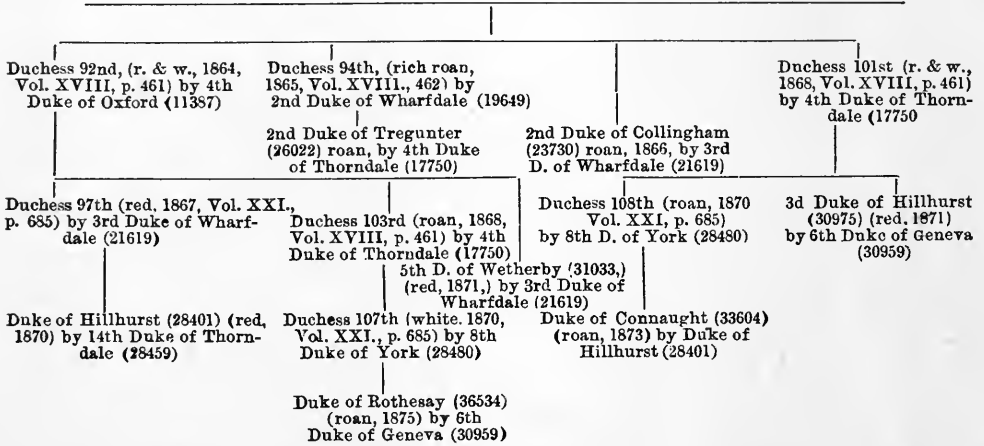 Duchess 92nd, (r. & w., 1864,
Vol. XVIII, p. 461) by 4th
Duke of Oxford (11387)
Duchess 94th, (rich roan,
1865, Vol. XVIII., 462) by
2nd Duke of Wharfdale (19649)
2nd Duke of Tregunter
(26022) roan, by 4th Duke
of Thorndale (17750)
2nd Duke of Collingham
(23730) roan, 1866, by 3rd
D. of Wharfdale (21619)
Duchess 101st (r. & w.,
1868, Vol. XVIII, p. 461)
by 4th Duke of Thorn-
dale (17750
Duchess 97th (red, 1867, Vol. XXI.,
p. 685) by 3rd Duke of Wharf-
dale (21619)
Duchess 103rd (roan, 1868,
Vol. XVIII, p. 461) by 4th
Duke of Thorndale (17750)
5th D. of Wetherby (31033,)
(red, 1871,) by 3rd Duke of
Wharfdale (21619)
Duchess 108th (roan, 1870
Vol. XXI, p. 685)
by 8th D. of York (28480)
3d Duke of Hillhurst
(30975) (red, 1871)
by 6th Duke of Geneva
(30959)
Duke of Hillhurst (28401) (red,
1870) by 14th Duke of Thorn-
dale (28459)
Duchess 107th (white. 1870,
Vol. XXI., p. 685) by 8th
Duke of York (28480)
Duke of Connaught (33604)
(roan, 1873) by Duke of
Hillhurst (28401)
Duke of Rothesay (36534)
(roan, 1875) by 6th
Duke of Geneva (30959)